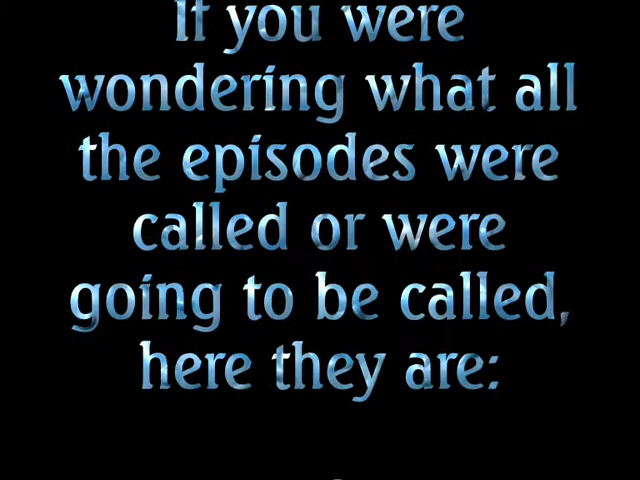 If you were
wondering what all
the episodes were
called or were
going to be called,
here they are: